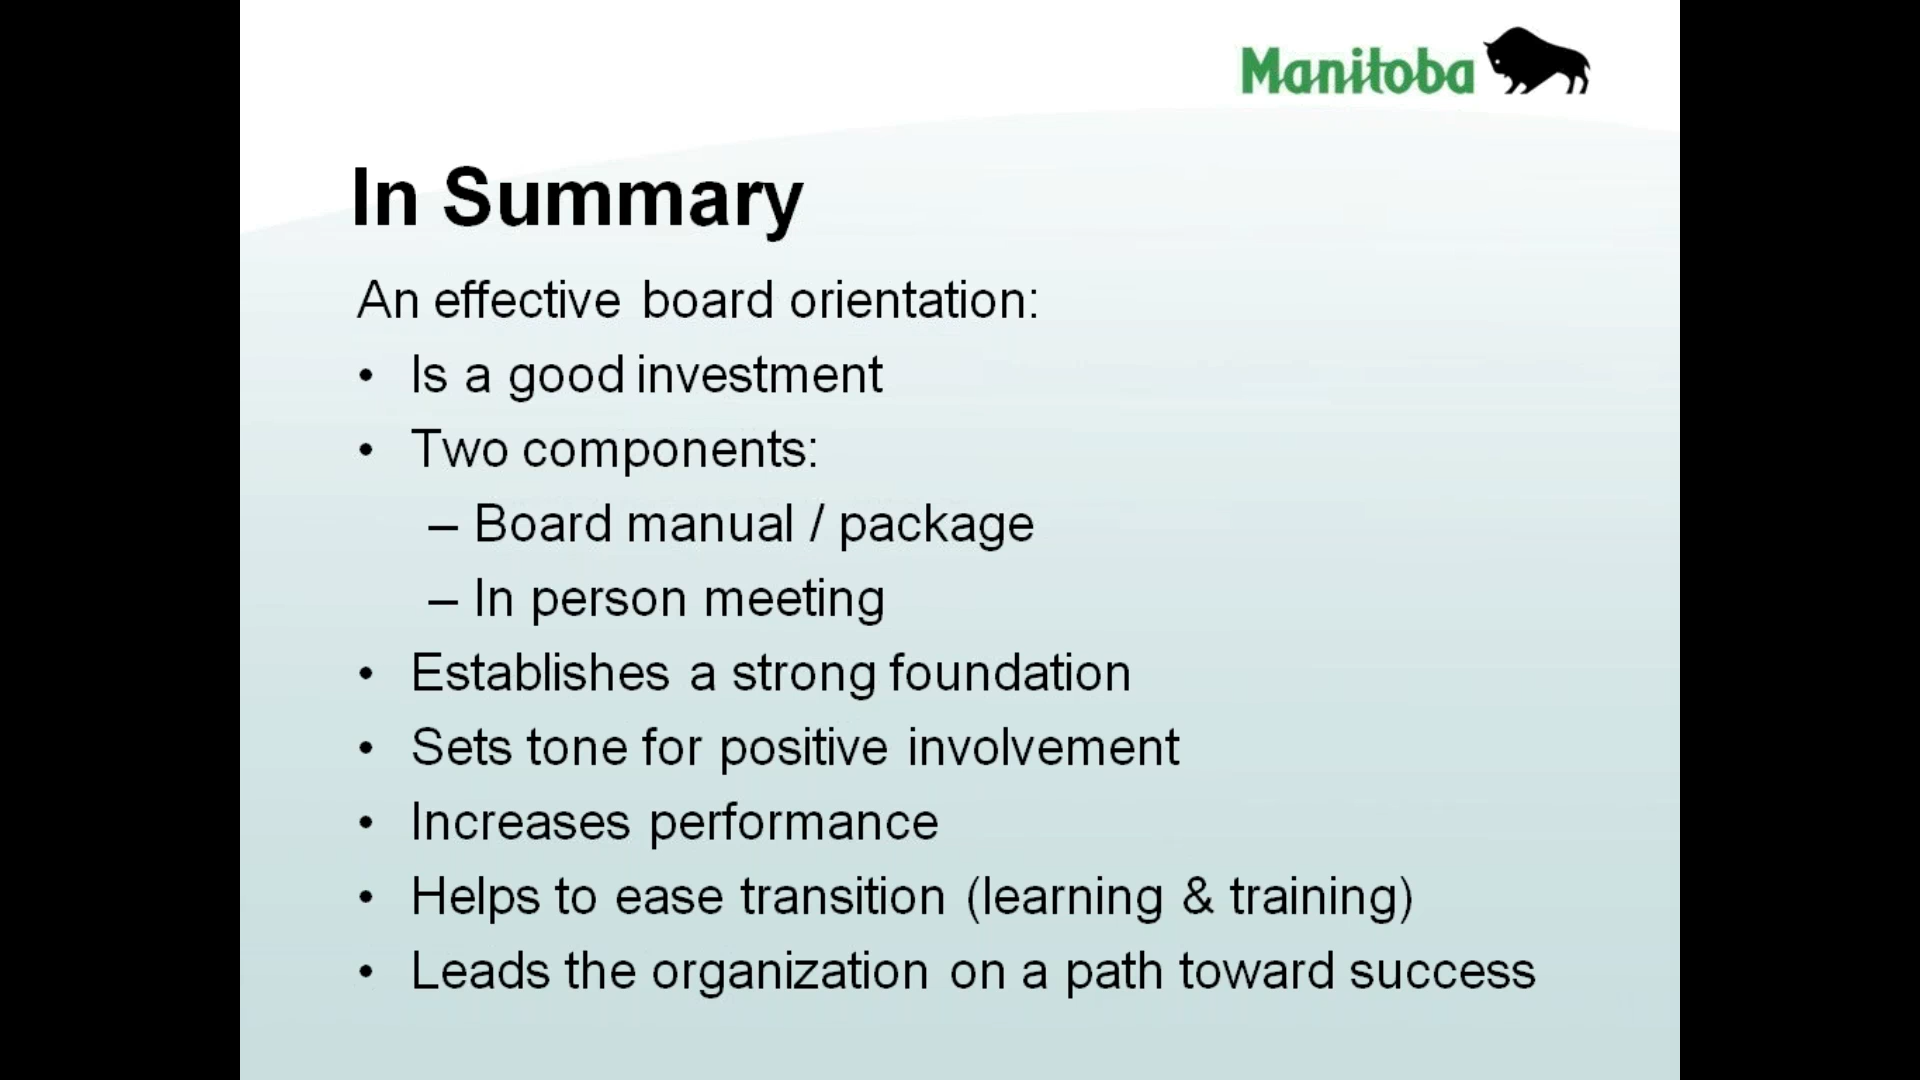 Manitoba
In Summary
An effective board orientation:
• Is a good investment
• Two components:
– Board manual / package
– In person meeting
• Establishes a strong foundation
• Sets tone for positive involvement
• Increases performance
• Helps to ease transition (learning & training)
• Leads the organization on a path toward success